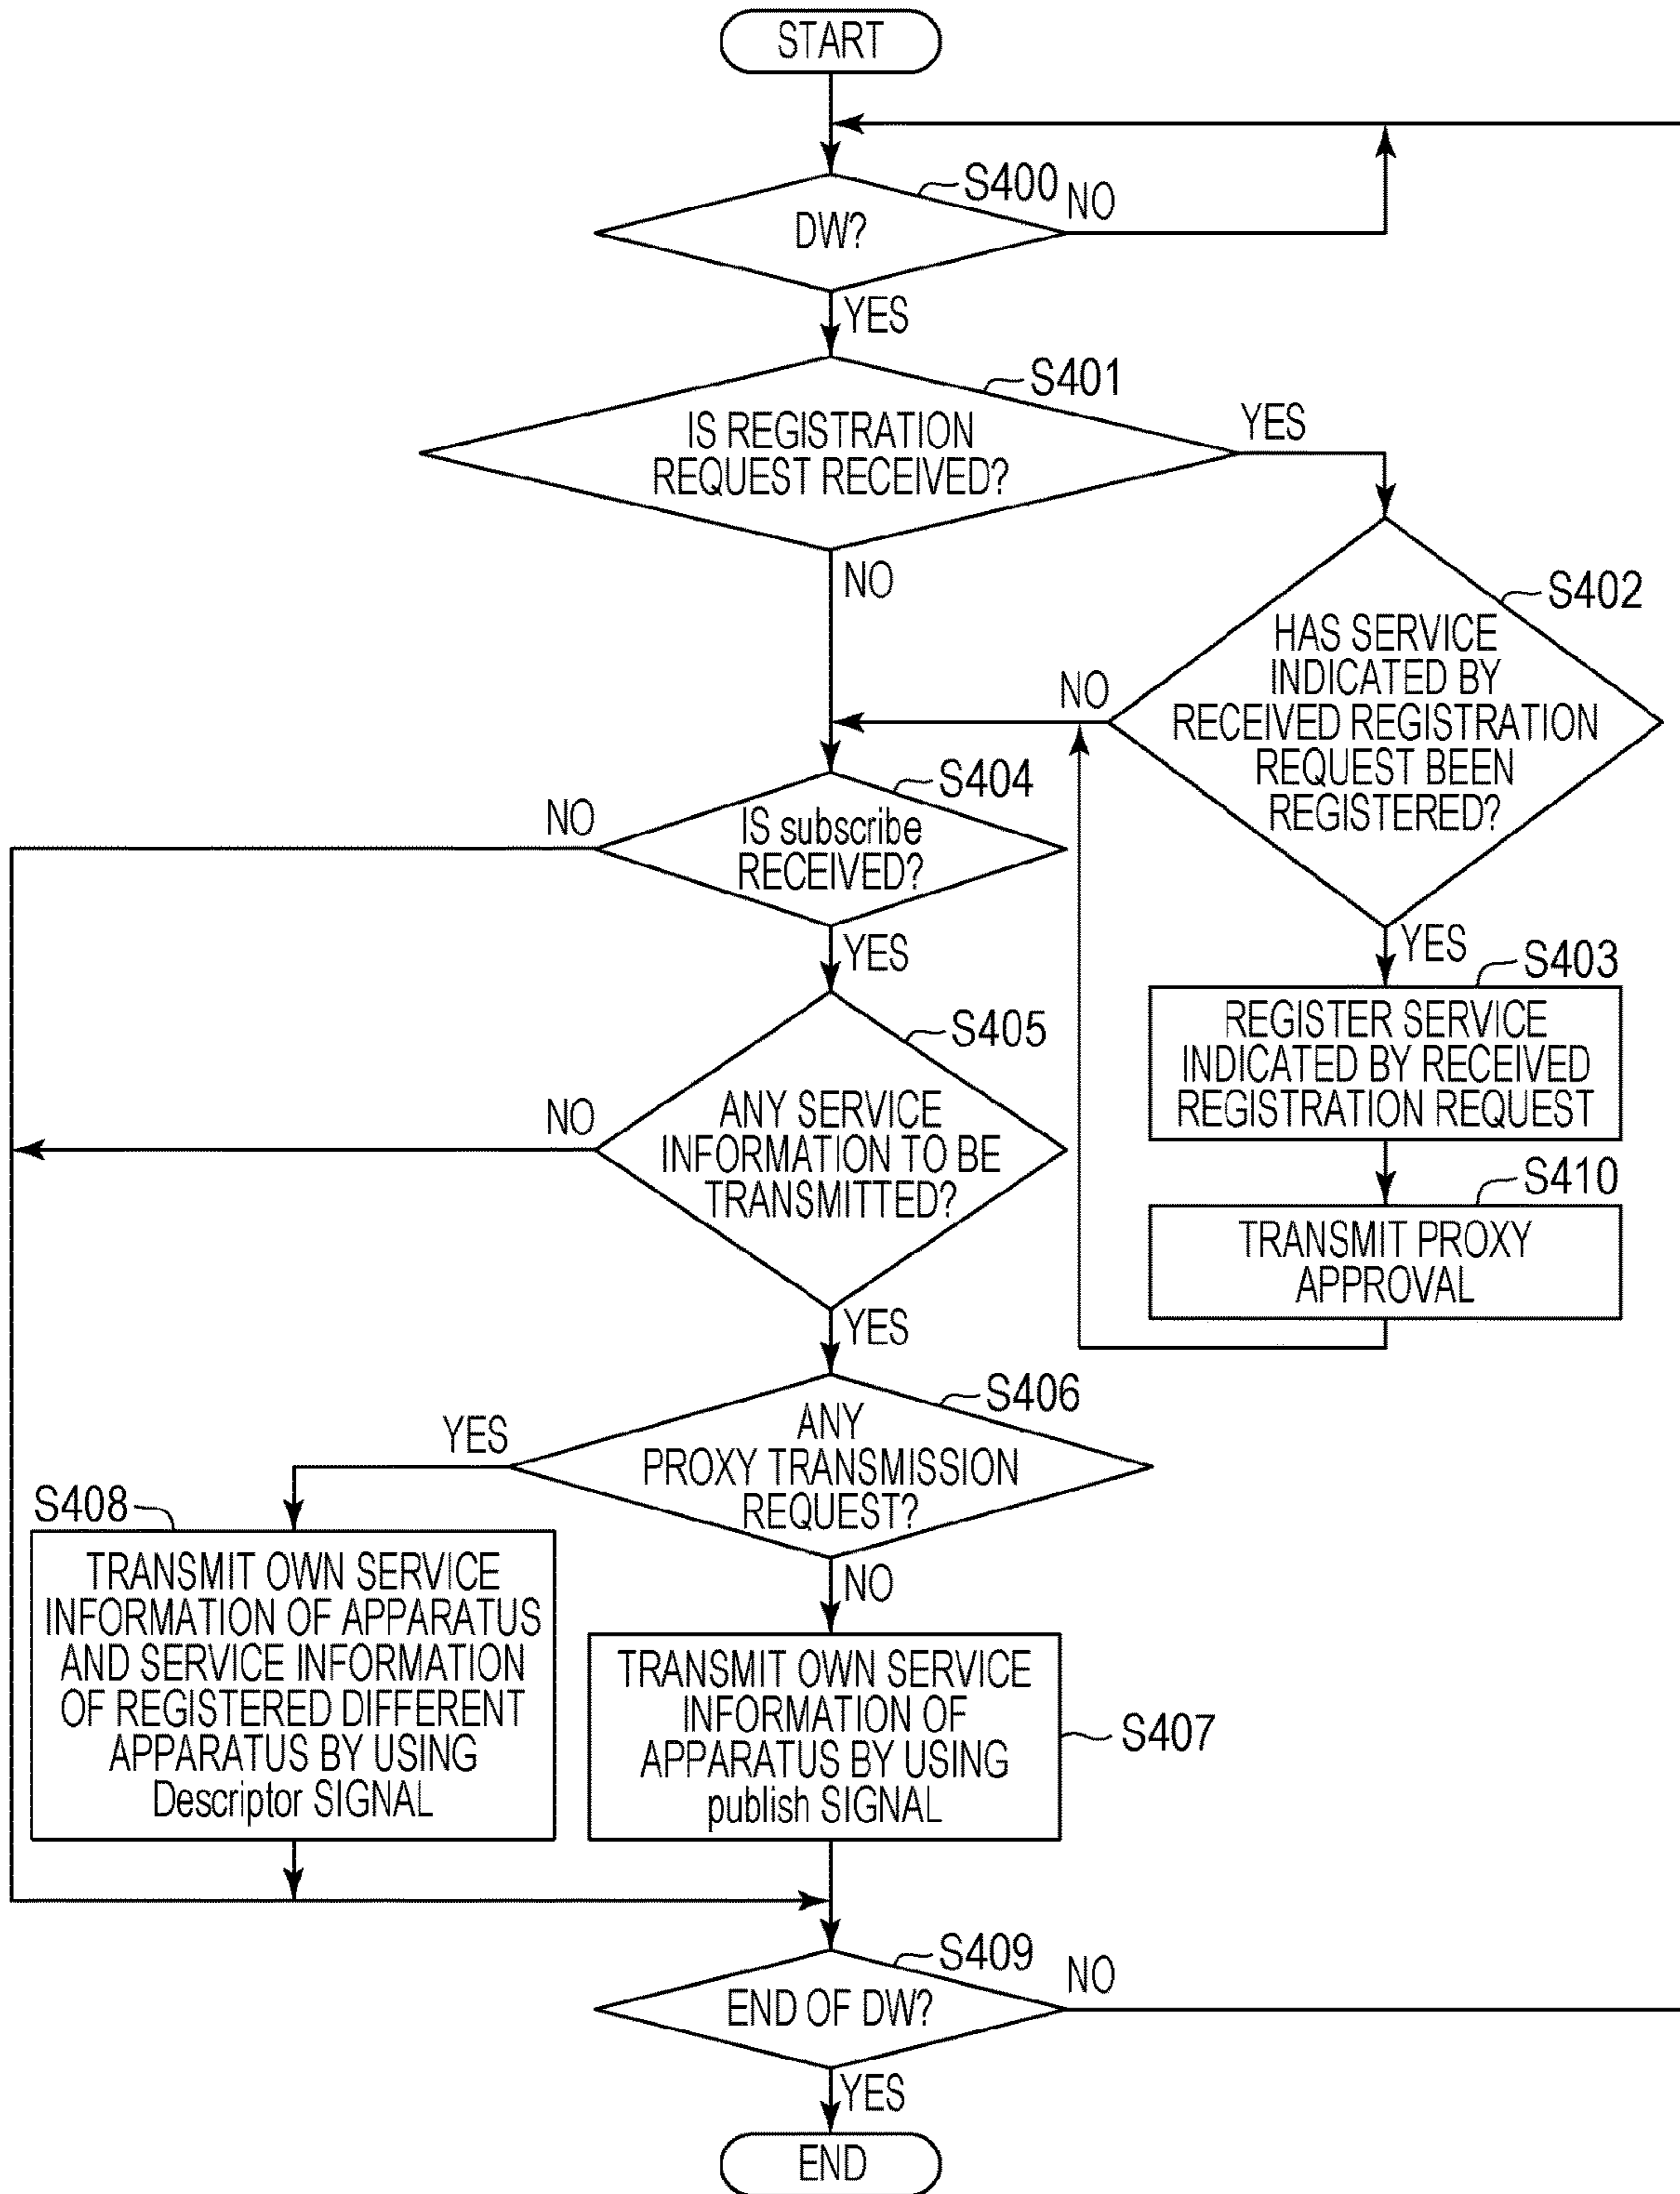 START
S400
DW?
NO
YES
S401
IS REGISTRATION
REQUEST RECEIVED?
YES
NO
S402
HAS SERVICE
INDICATED BY
RECEIVED REGISTRATION
REQUEST BEEN
REGISTERED?
NO
YES
S403
REGISTER SERVICE
INDICATED BY RECEIVED
REGISTRATION REQUEST
S410
TRANSMIT PROXY
APPROVAL
S404
IS subscribe
RECEIVED?
NO
YES
S405
ANY SERVICE
INFORMATION TO BE
TRANSMITTED?
NO
YES
S406
ANY
PROXY TRANSMISSION
REQUEST?
YES
NO
S408
TRANSMIT OWN SERVICE
INFORMATION OF APPARATUS
AND SERVICE INFORMATION
OF REGISTERED DIFFERENT
APPARATUS BY USING
Descriptor SIGNAL
TRANSMIT OWN SERVICE
INFORMATION OF
APPARATUS BY USING
publish SIGNAL
S407
S409
END OF DW?
NO
YES
END